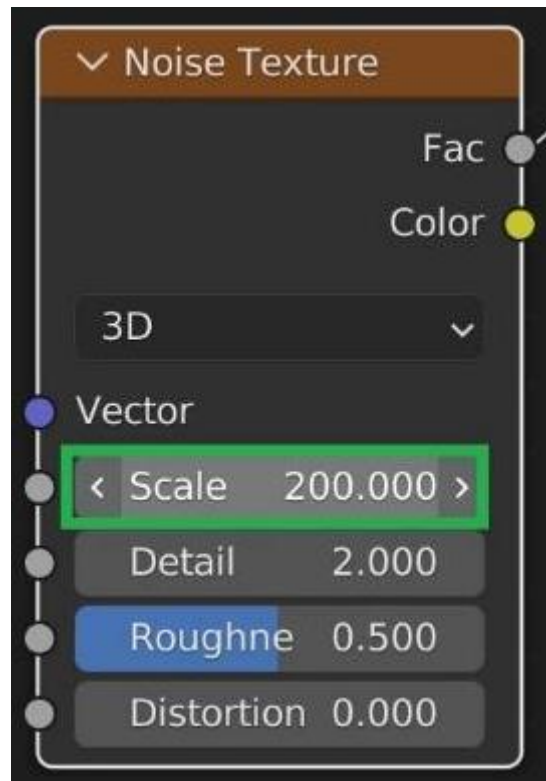 Noise Texture
Fac
Color
3D
Vector
Scale 200.000
Detail 2.000
Roughne 0.500
Distortion 0.000